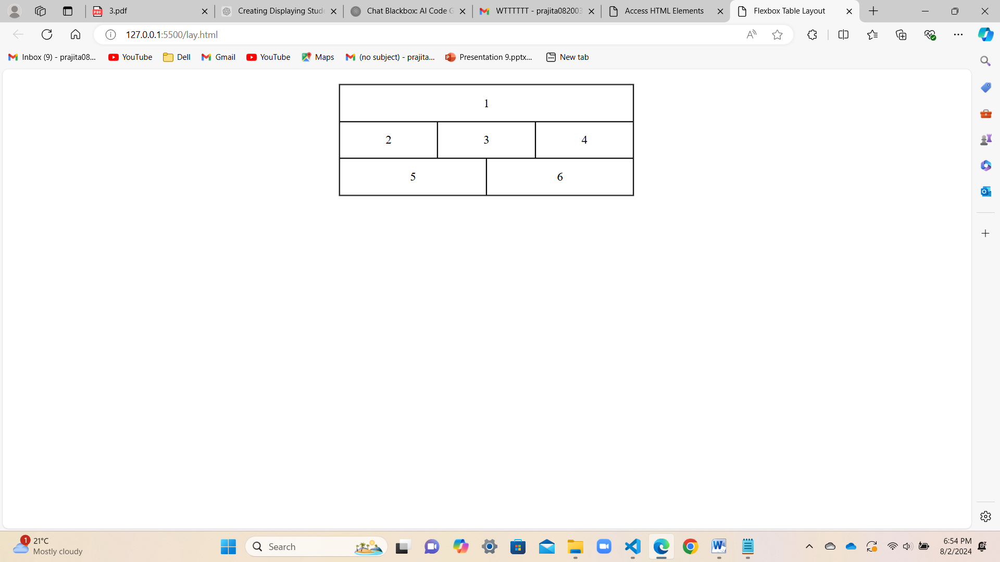 3.pdf
Creating Displaying Stud
Chat Blackbox: AI Code G
WTTTTTT - prajita082003
Access HTML Elements
Flexbox Table Layout
127.0.0.1:5500/lay.html
Inbox (9) - prajita08...
YouTube
Dell
Gmail
YouTube
Maps
(no subject) - prajita...
Presentation 9.pptx...
New tab
1
2 3 4
5 6
1
21°C
Mostly cloudy
Search
6:54 PM
8/2/2024